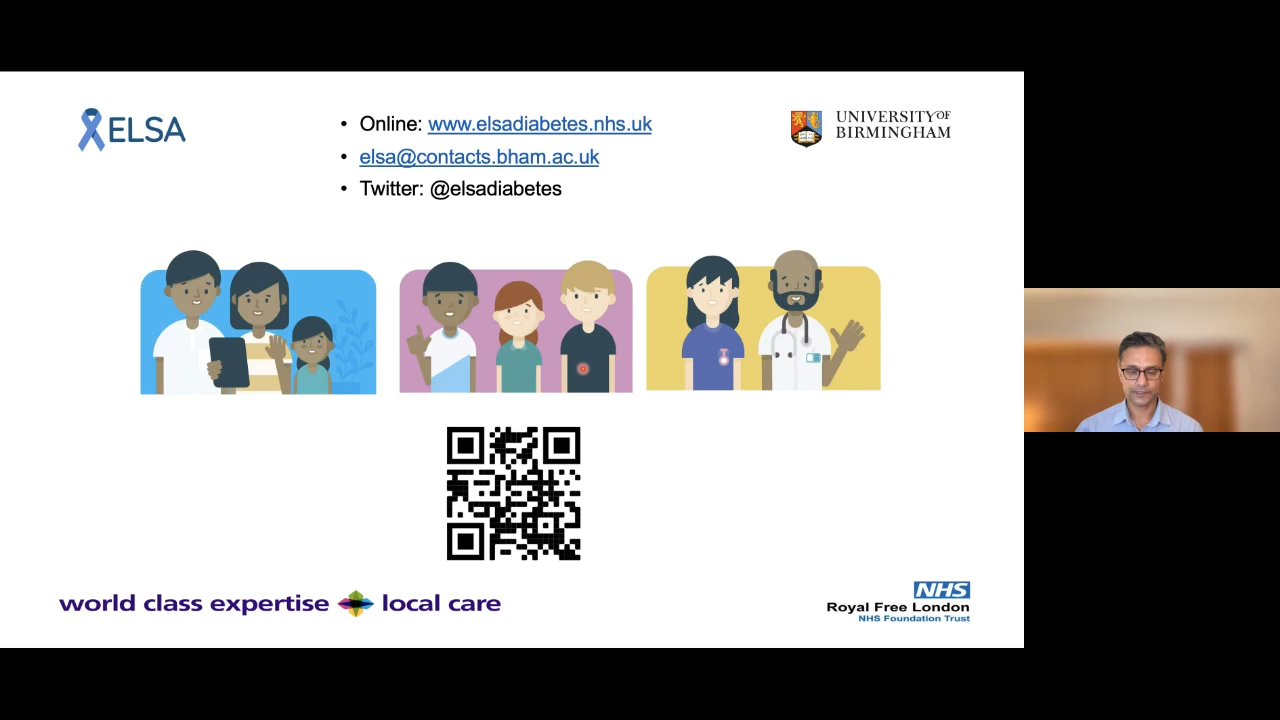 ELSA
• Online: www.elsadiabetes.nhs.uk
• elsa@contacts.bham.ac.uk
• Twitter: @elsadiabetes
UNIVERSITY OF
BIRMINGHAM
world class expertise local care
NHS
Royal Free London
NHS Foundation Trust